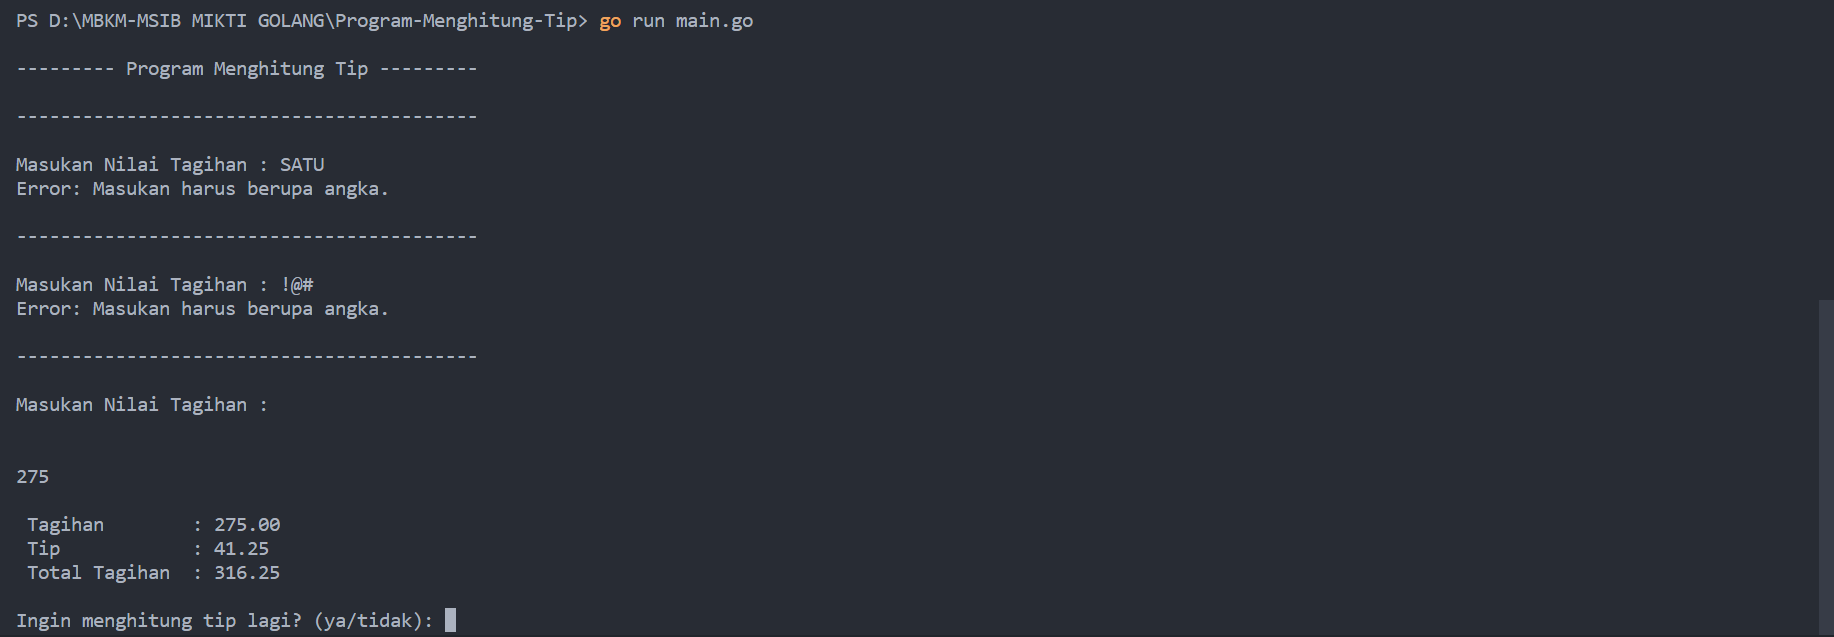 PS D:\MBKM-MSIB MIKTI GOLANG\Program-Menghitung-Tip> go run main.go
--------- Program Menghitung Tip ---------
------------------------------------------
Masukan Nilai Tagihan : SATU
Error: Masukan harus berupa angka.
------------------------------------------
Masukan Nilai Tagihan : !@#
Error: Masukan harus berupa angka.
------------------------------------------
Masukan Nilai Tagihan :
275
Tagihan        : 275.00
Tip            : 41.25
Total Tagihan  : 316.25
Ingin menghitung tip lagi? (ya/tidak):